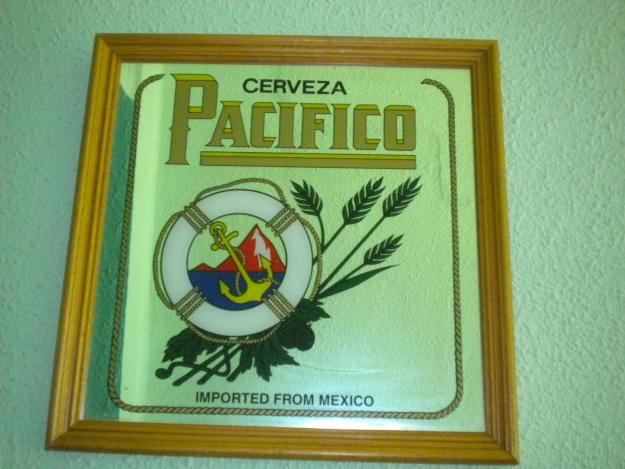 CERVEZA
PACIFICO
IMPORTED FROM MEXICO